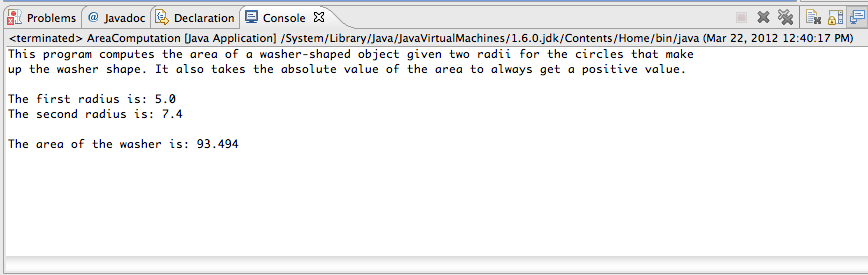 Problems @ Javadoc Declaration Console
<terminated> AreaComputation [Java Application] /System/Library/Java/JavaVirtualMachines/1.6.0.jdk/Contents/Home/bin/java (Mar 22, 2012 12:40:17 PM)
This program computes the area of a washer-shaped object given two radii for the circles that make
up the washer shape. It also takes the absolute value of the area to always get a positive value.
The first radius is: 5.0
The second radius is: 7.4
The area of the washer is: 93.494